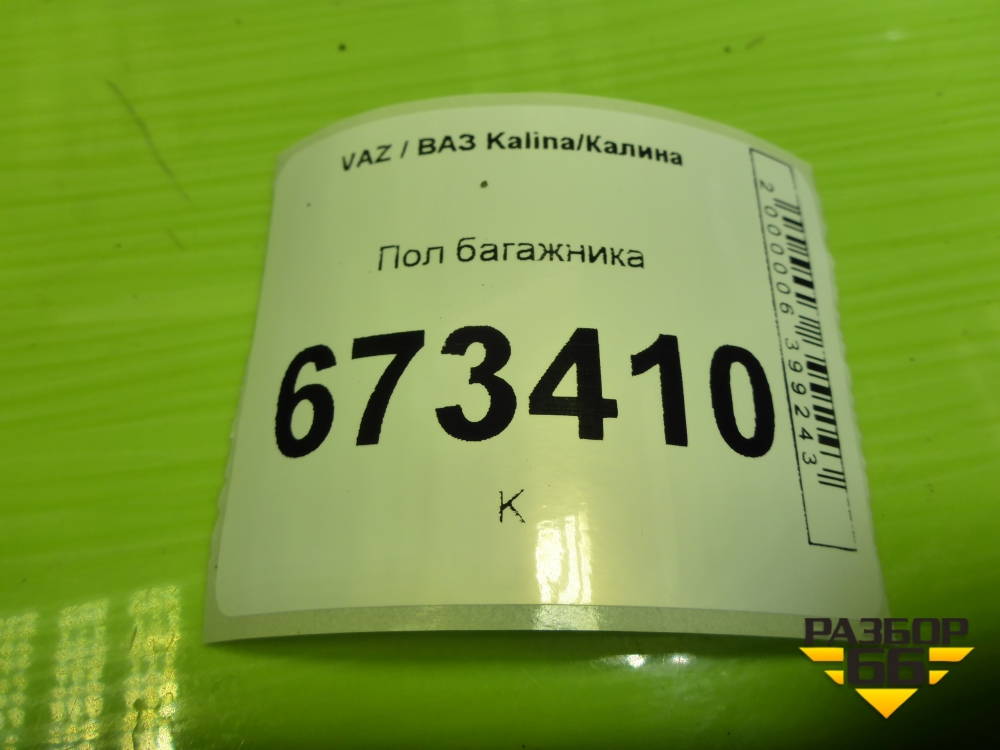 VAZ / ВАЗ Kalina/Калина
Пол багажника
673410
К
2000006399243
РАЗБОР
66